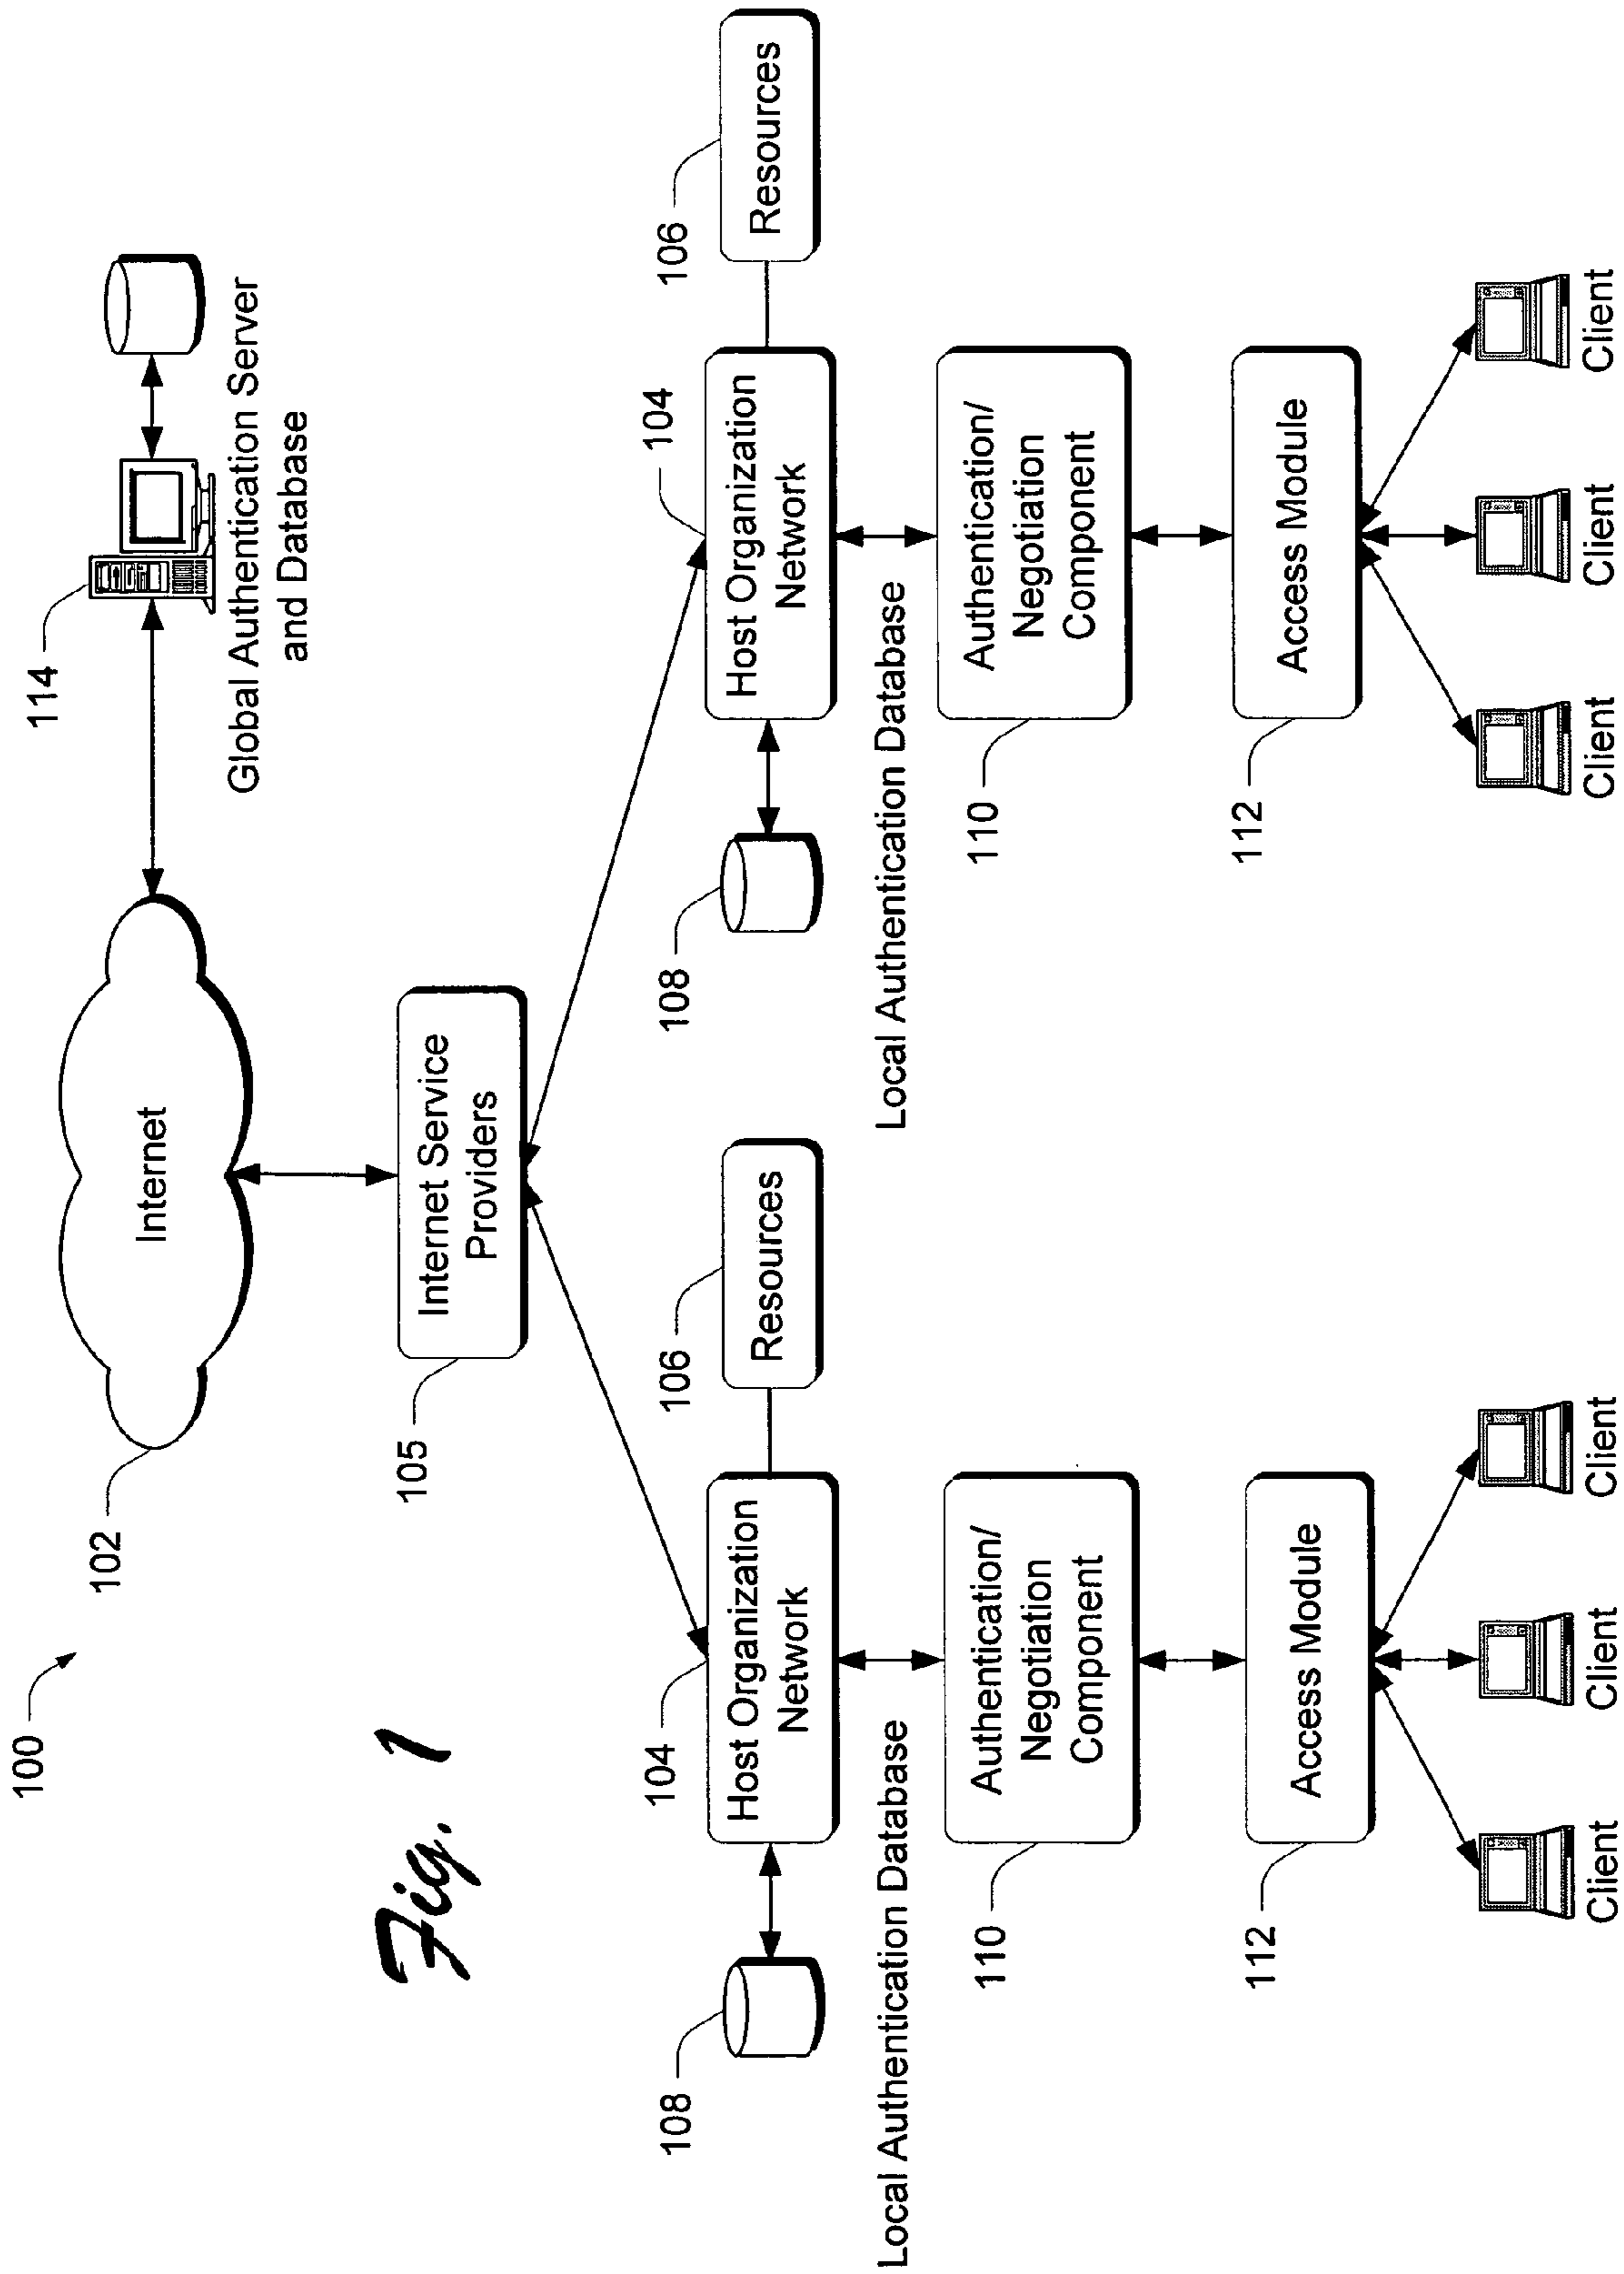 100
102
Internet
114
Global Authentication Server
and Database
105
Internet Service
Providers
Fig. 1
104
Host Organization
Network
106
Resources
108
Local Authentication Database
110
Authentication/
Negotiation
Component
112
Access Module
Client
Client
Client
104
Host Organization
Network
106
Resources
108
Local Authentication Database
110
Authentication/
Negotiation
Component
112
Access Module
Client
Client
Client